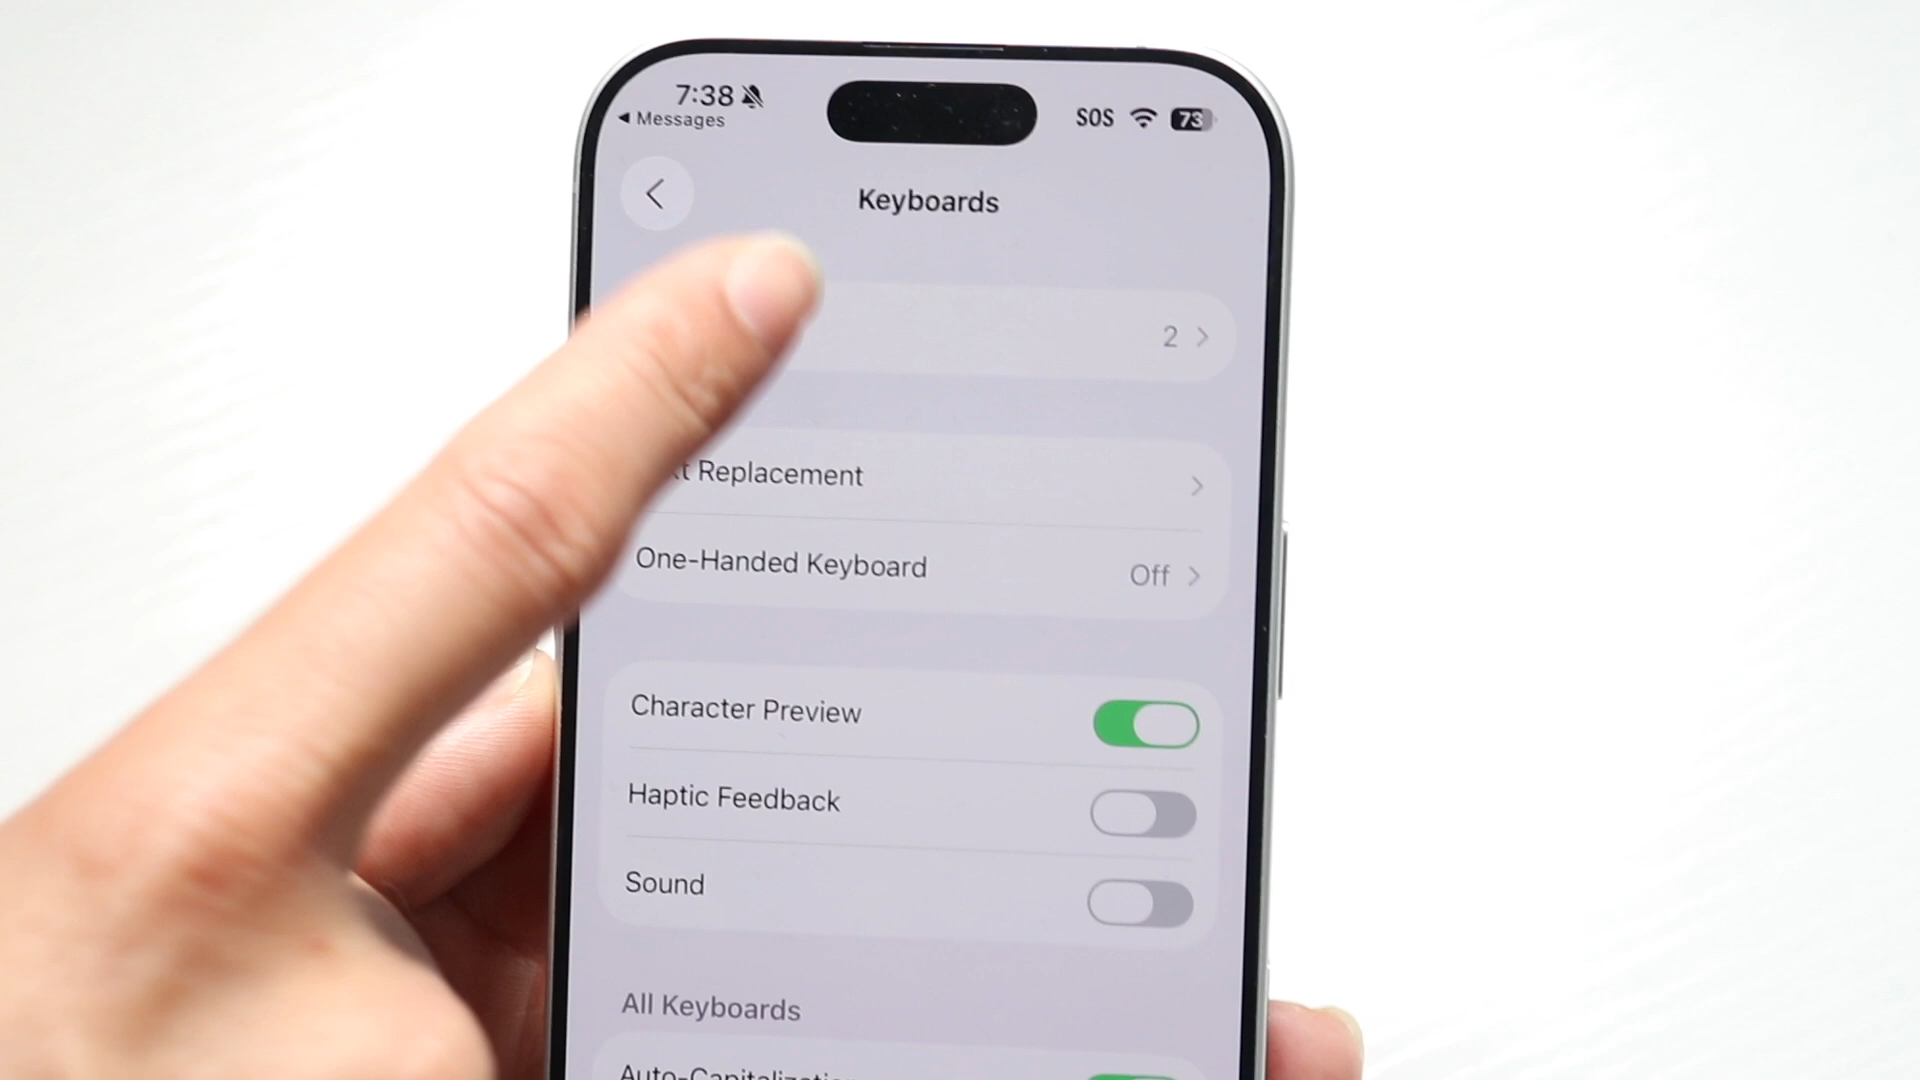 7:38
◀ Messages
SOS
73
Keyboards
2
Replacement
One-Handed Keyboard
Off
Character Preview
Haptic Feedback
Sound
All Keyboards